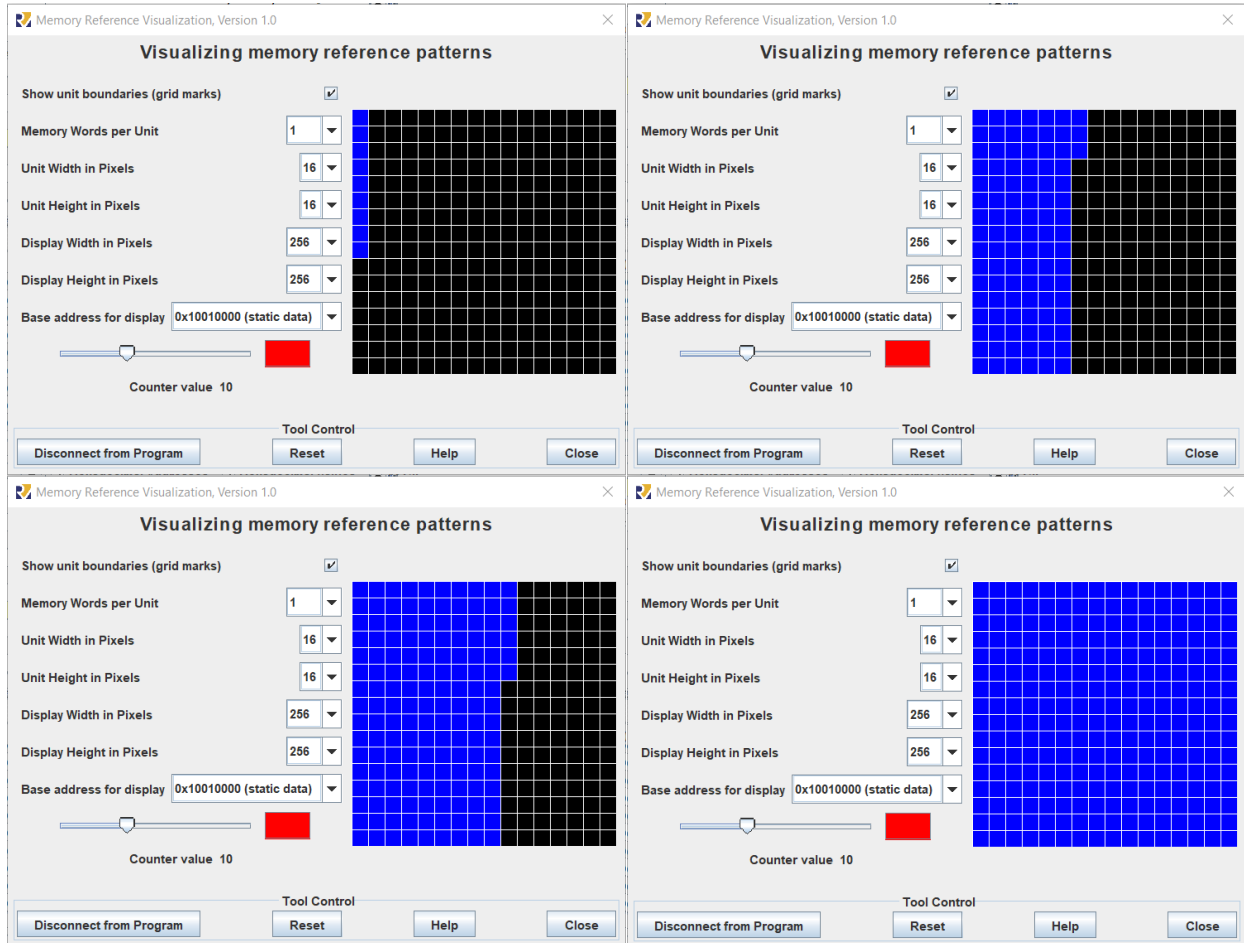 Memory Reference Visualization, Version 1.0
Visualizing memory reference patterns
Show unit boundaries (grid marks)
Memory Words per Unit 1
Unit Width in Pixels 16
Unit Height in Pixels 16
Display Width in Pixels 256
Display Height in Pixels 256
Base address for display 0x10010000 (static data)
Counter value 10
Tool Control
Disconnect from Program Reset Help Close
Memory Reference Visualization, Version 1.0
Visualizing memory reference patterns
Show unit boundaries (grid marks)
Memory Words per Unit 1
Unit Width in Pixels 16
Unit Height in Pixels 16
Display Width in Pixels 256
Display Height in Pixels 256
Base address for display 0x10010000 (static data)
Counter value 10
Tool Control
Disconnect from Program Reset Help Close
Memory Reference Visualization, Version 1.0
Visualizing memory reference patterns
Show unit boundaries (grid marks)
Memory Words per Unit 1
Unit Width in Pixels 16
Unit Height in Pixels 16
Display Width in Pixels 256
Display Height in Pixels 256
Base address for display 0x10010000 (static data)
Counter value 10
Tool Control
Disconnect from Program Reset Help Close
Memory Reference Visualization, Version 1.0
Visualizing memory reference patterns
Show unit boundaries (grid marks)
Memory Words per Unit 1
Unit Width in Pixels 16
Unit Height in Pixels 16
Display Width in Pixels 256
Display Height in Pixels 256
Base address for display 0x10010000 (static data)
Counter value 10
Tool Control
Disconnect from Program Reset Help Close